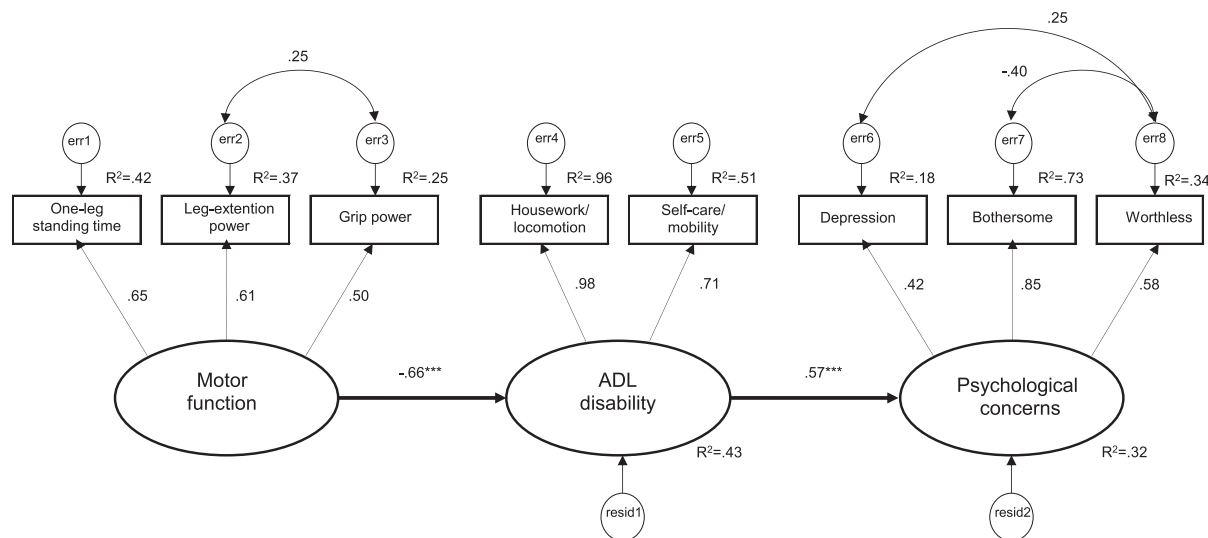 .25
.25
-.40
err1
err2
err3
err4
err5
err6
err7
err8
R²=.42
R²=.37
R²=.25
R²=.96
R²=.51
R²=.18
R²=.73
R²=.34
One-leg
standing time
Leg-extention
power
Grip power
Housework/
locomotion
Self-care/
mobility
Depression
Bothersome
Worthless
.65
.61
.50
.98
.71
.42
.85
.58
Motor
function
-.66***
ADL
disability
.57***
Psychological
concerns
R²=.43
R²=.32
resid1
resid2